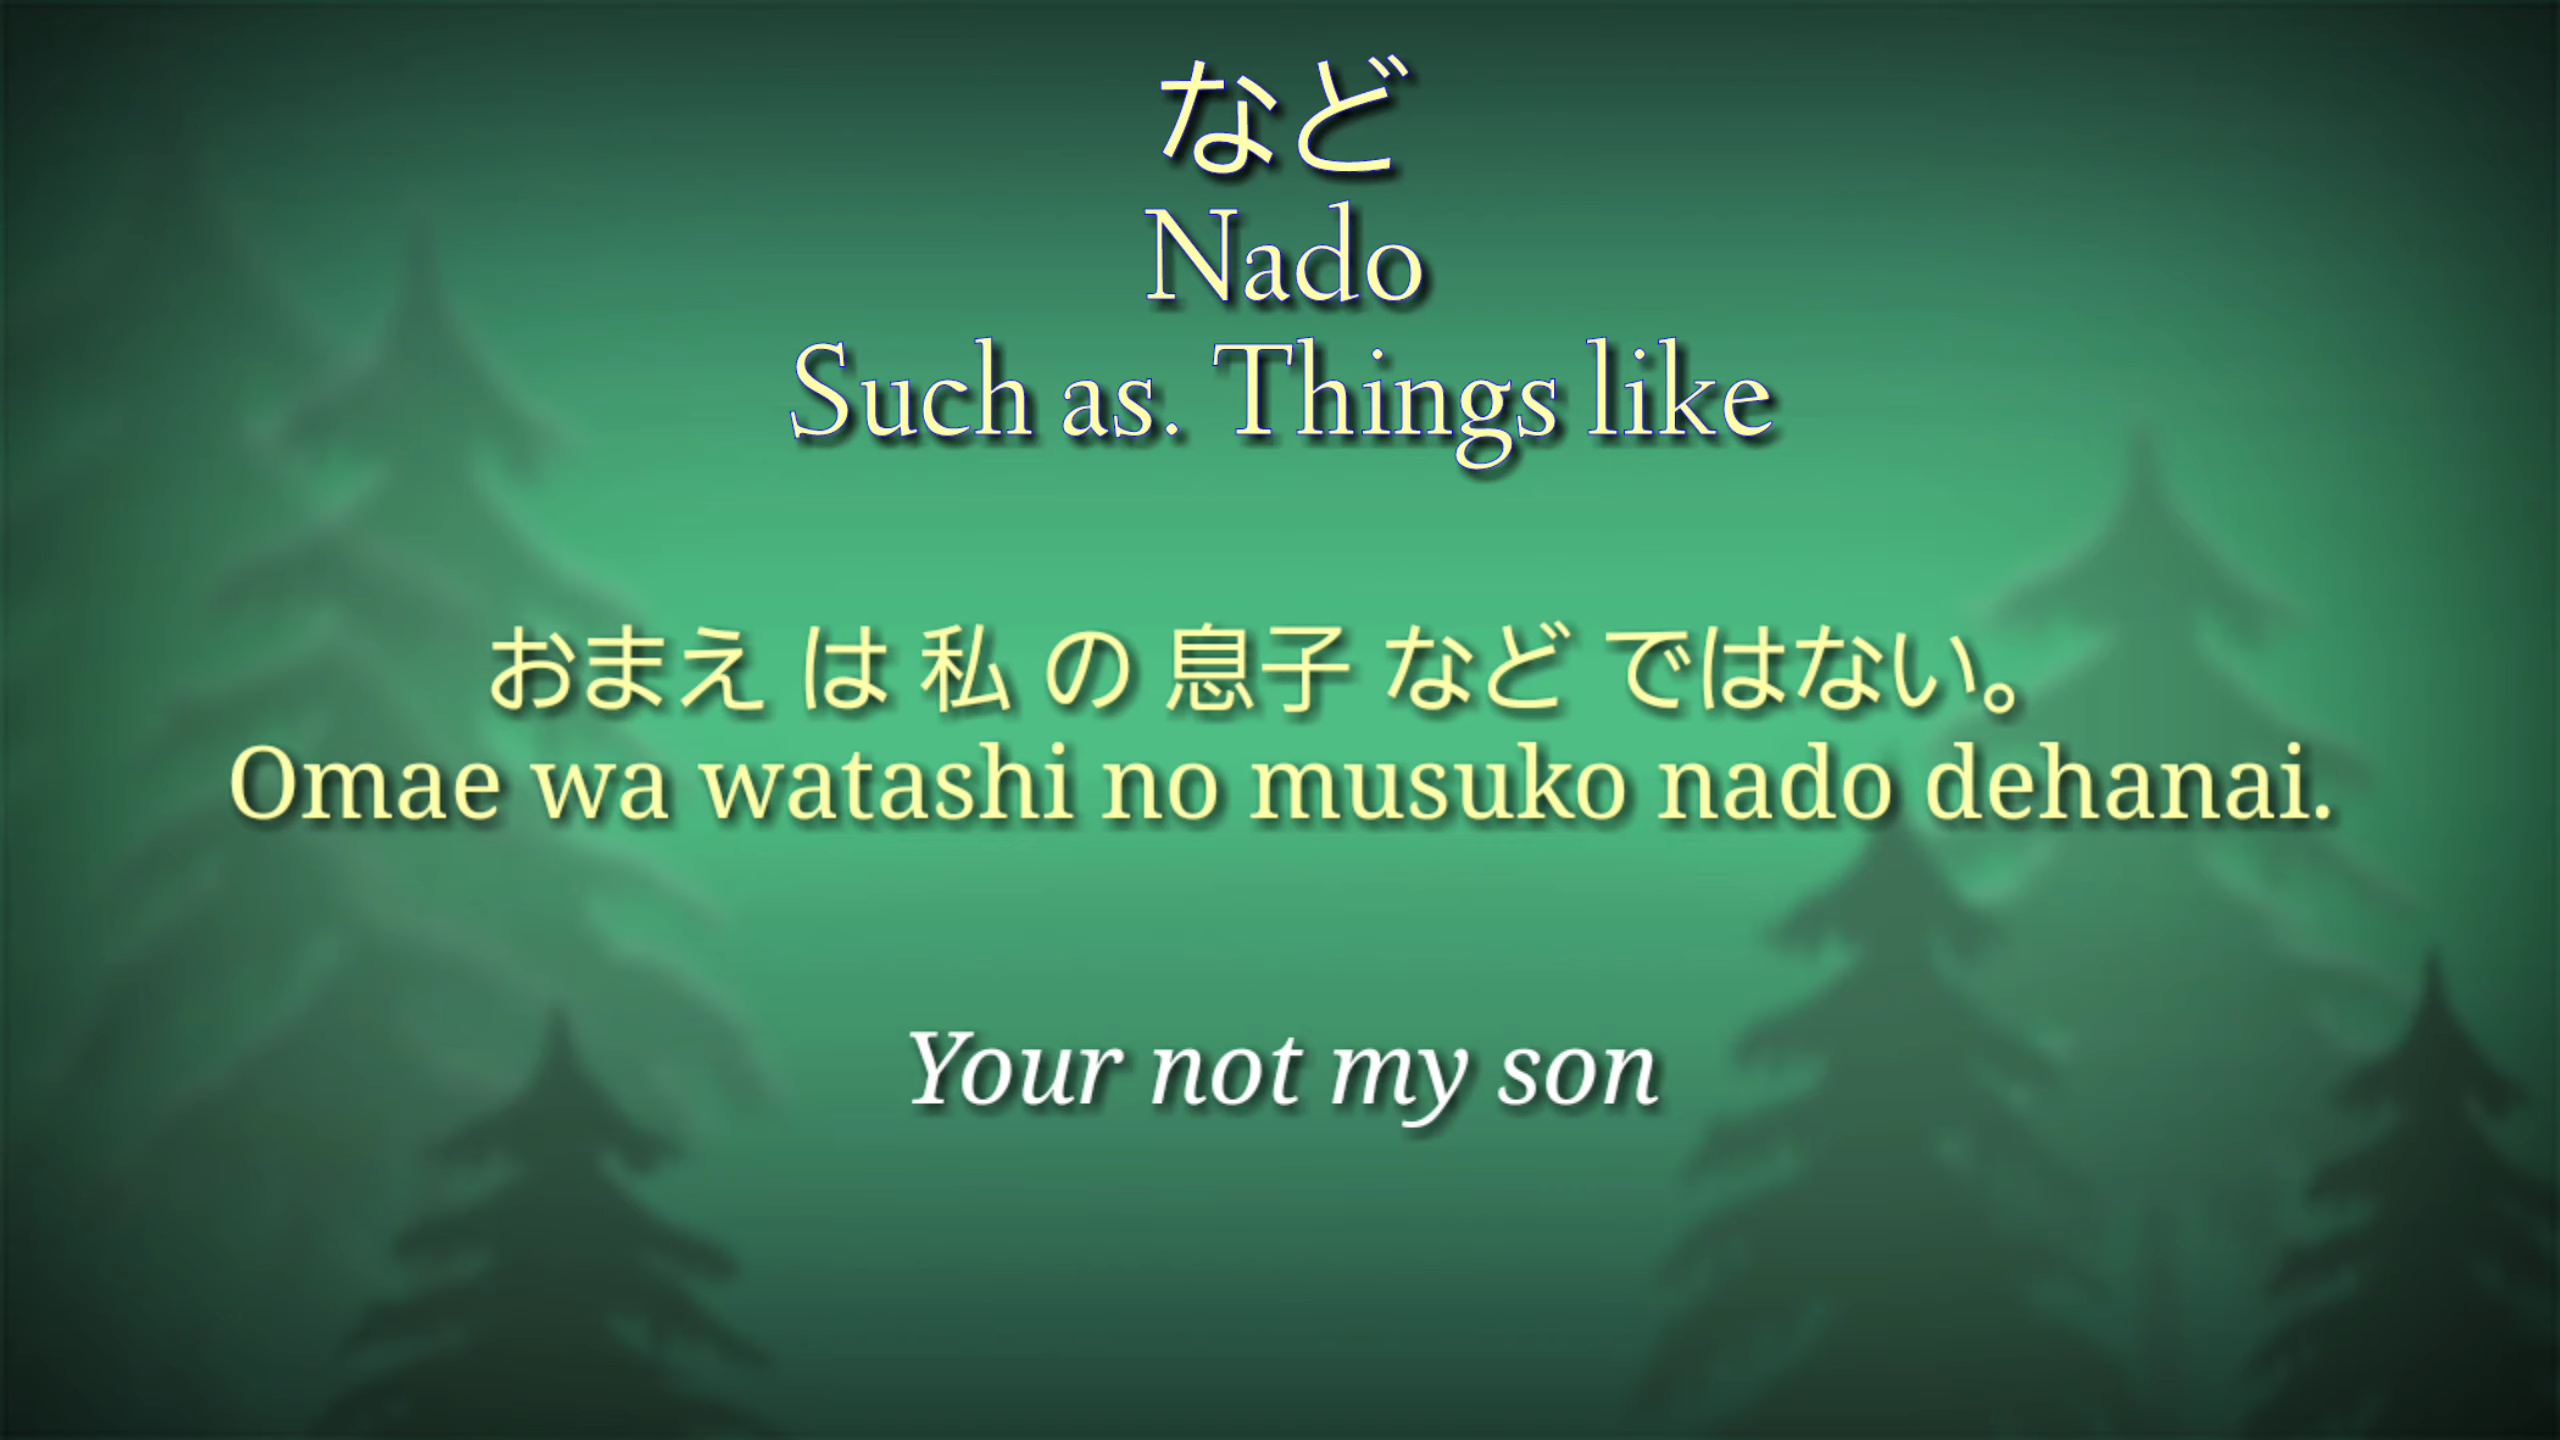 など
Nado
Such as. Things like
おまえ は 私 の 息子 など ではない。
Omae wa watashi no musuko nado dehanai.
Your not my son